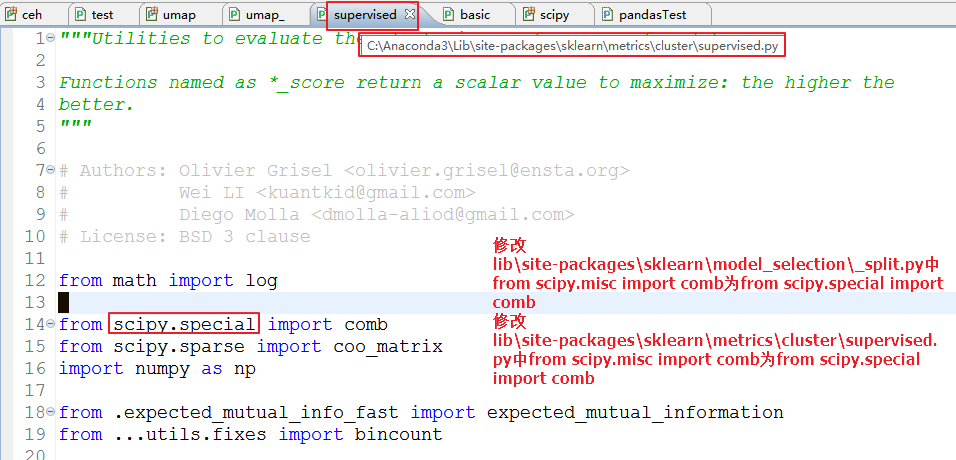 ceh test umap umap_ supervised basic scipy pandasTest
1 """Utilities to evaluate the
C:\Anaconda3\Lib\site-packages\sklearn\metrics\cluster\supervised.py
2
3 Functions named as *_score return a scalar value to maximize: the higher the
4 better.
5 """
6
7 # Authors: Olivier Grisel <olivier.grisel@ensta.org>
8 # Wei LI <kuantkid@gmail.com>
9 # Diego Molla <dmolla-aliod@gmail.com>
10 # License: BSD 3 clause
11
12 from math import log
13
14 from scipy.special import comb
15 from scipy.sparse import coo_matrix
16 import numpy as np
17
18 from .expected_mutual_info_fast import expected_mutual_information
19 from ...utils.fixes import bincount
20
修改
lib\site-packages\sklearn\model_selection\_split.py中
from scipy.misc import comb为from scipy.special import
comb
修改
lib\site-packages\sklearn\metrics\cluster\supervised.
py中from scipy.misc import comb为from scipy.special
import comb